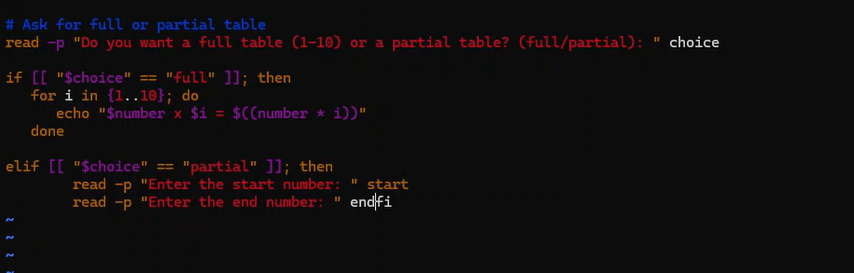 # Ask for full or partial table
read -p "Do you want a full table (1-10) or a partial table? (full/partial): " choice

if [[ "$choice" == "full" ]]; then
   for i in {1..10}; do
      echo "$number x $i = $((number * i))"
   done

elif [[ "$choice" == "partial" ]]; then
        read -p "Enter the start number: " start
        read -p "Enter the end number: " endfi
~
~
~
~